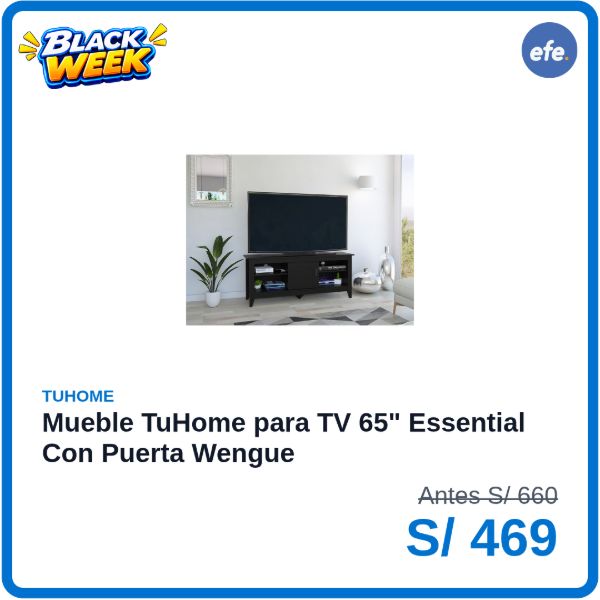 BLACK
WEEK
efe.
TUHOME
Mueble TuHome para TV 65" Essential
Con Puerta Wengue
Antes S/ 660
S/ 469